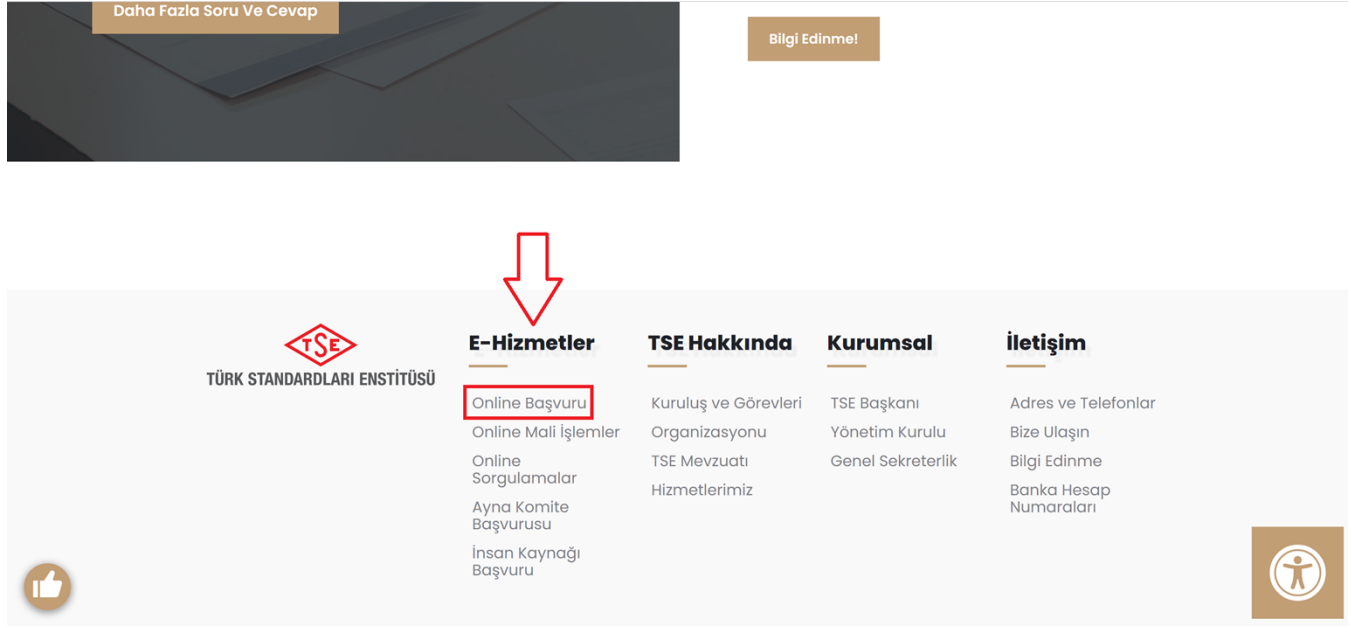 Daha Fazla Soru Ve Cevap
Bilgi Edinme!
TSE
TÜRK STANDARDLARI ENSTİTÜSÜ
E-Hizmetler
Online Başvuru
Online Mali İşlemler
Online
Sorgulamalar
Ayna Komite
Başvurusu
İnsan Kaynağı
Başvuru
TSE Hakkında
Kuruluş ve Görevleri
Organizasyonu
TSE Mevzuatı
Hizmetlerimiz
Kurumsal
TSE Başkanı
Yönetim Kurulu
Genel Sekreterlik
İletişim
Adres ve Telefonlar
Bize Ulaşın
Bilgi Edinme
Banka Hesap
Numaraları